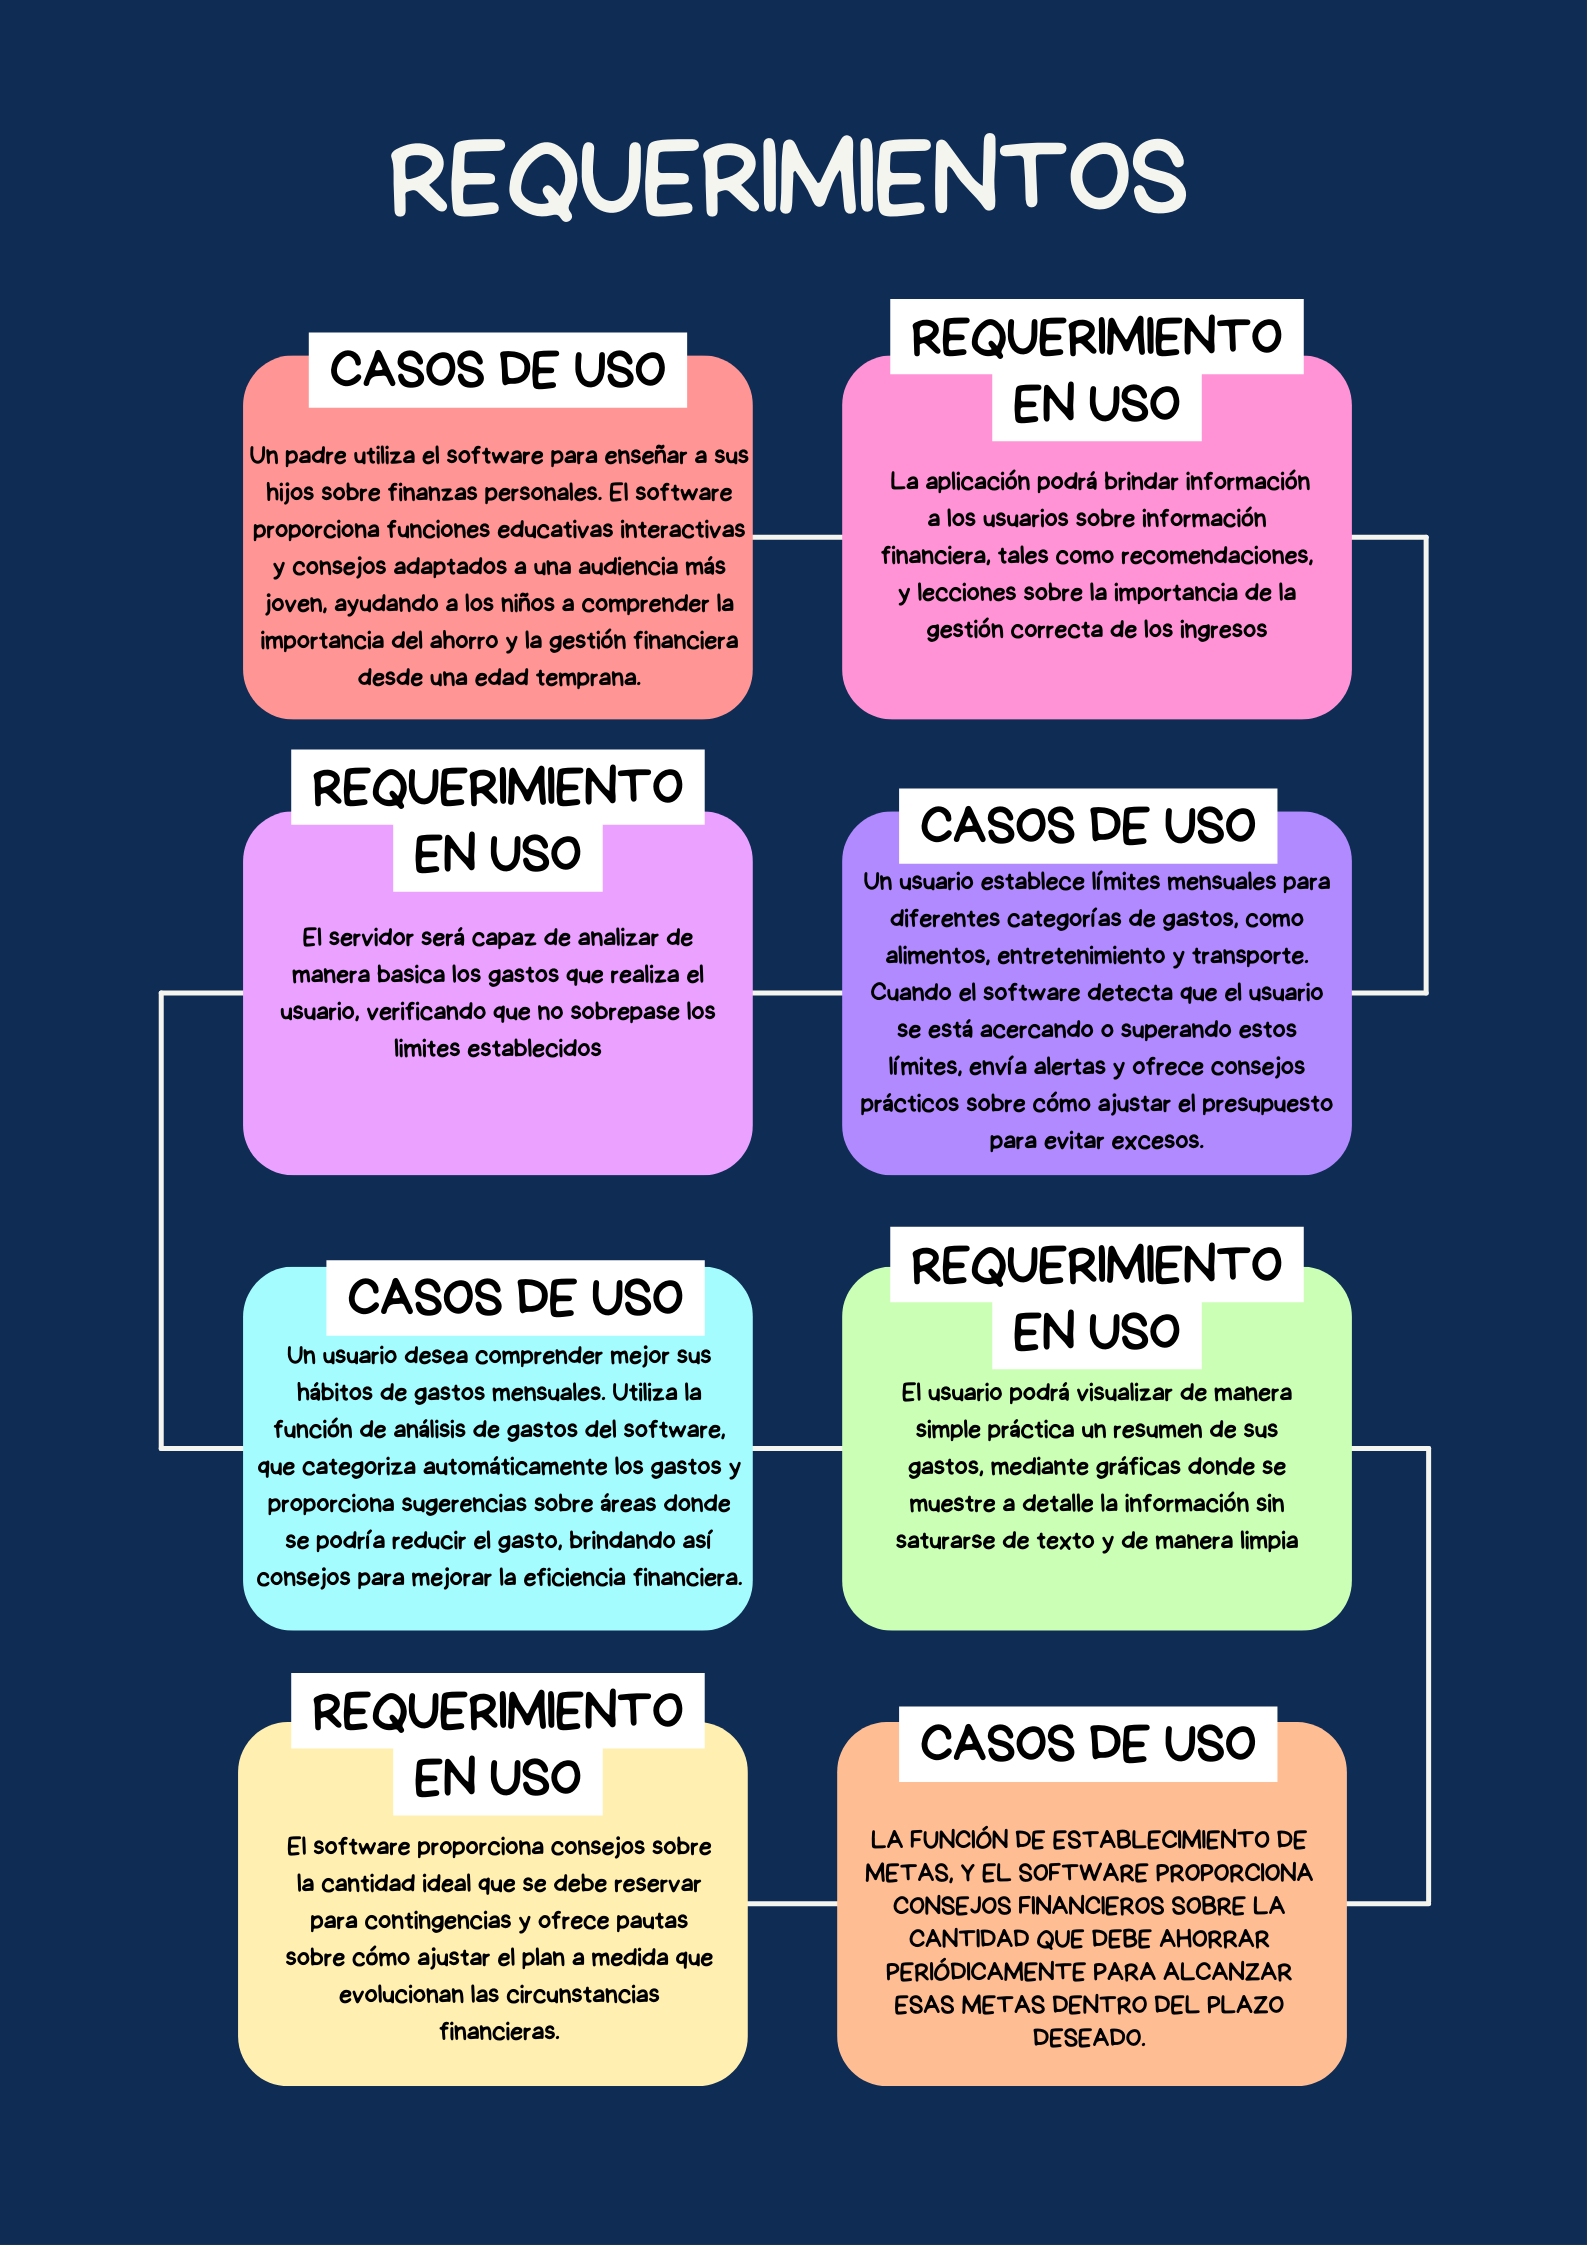 REQUERIMIENTOS
CASOS DE USO
Un padre utiliza el software para enseñar a sus
hijos sobre finanzas personales. El software
proporciona funciones educativas interactivas
y consejos adaptados a una audiencia más
joven, ayudando a los niños a comprender la
importancia del ahorro y la gestión financiera
desde una edad temprana.
REQUERIMIENTO
EN USO
La aplicación podrá brindar información
a los usuarios sobre información
financiera, tales como recomendaciones,
y lecciones sobre la importancia de la
gestión correcta de los ingresos
CASOS DE USO
Un usuario establece límites mensuales para
diferentes categorías de gastos, como
alimentos, entretenimiento y transporte.
Cuando el software detecta que el usuario
se está acercando o superando estos
límites, envía alertas y ofrece consejos
prácticos sobre cómo ajustar el presupuesto
para evitar excesos.
REQUERIMIENTO
EN USO
El servidor será capaz de analizar de
manera basica los gastos que realiza el
usuario, verificando que no sobrepase los
limites establecidos
CASOS DE USO
Un usuario desea comprender mejor sus
hábitos de gastos mensuales. Utiliza la
función de análisis de gastos del software,
que categoriza automáticamente los gastos y
proporciona sugerencias sobre áreas donde
se podría reducir el gasto, brindando así
consejos para mejorar la eficiencia financiera.
REQUERIMIENTO
EN USO
El usuario podrá visualizar de manera
simple práctica un resumen de sus
gastos, mediante gráficas donde se
muestre a detalle la información sin
saturarse de texto y de manera limpia
CASOS DE USO
LA FUNCIÓN DE ESTABLECIMIENTO DE
METAS, Y EL SOFTWARE PROPORCIONA
CONSEJOS FINANCIEROS SOBRE LA
CANTIDAD QUE DEBE AHORRAR
PERIÓDICAMENTE PARA ALCANZAR
ESAS METAS DENTRO DEL PLAZO
DESEADO.
REQUERIMIENTO
EN USO
El software proporciona consejos sobre
la cantidad ideal que se debe reservar
para contingencias y ofrece pautas
sobre cómo ajustar el plan a medida que
evolucionan las circunstancias
financieras.